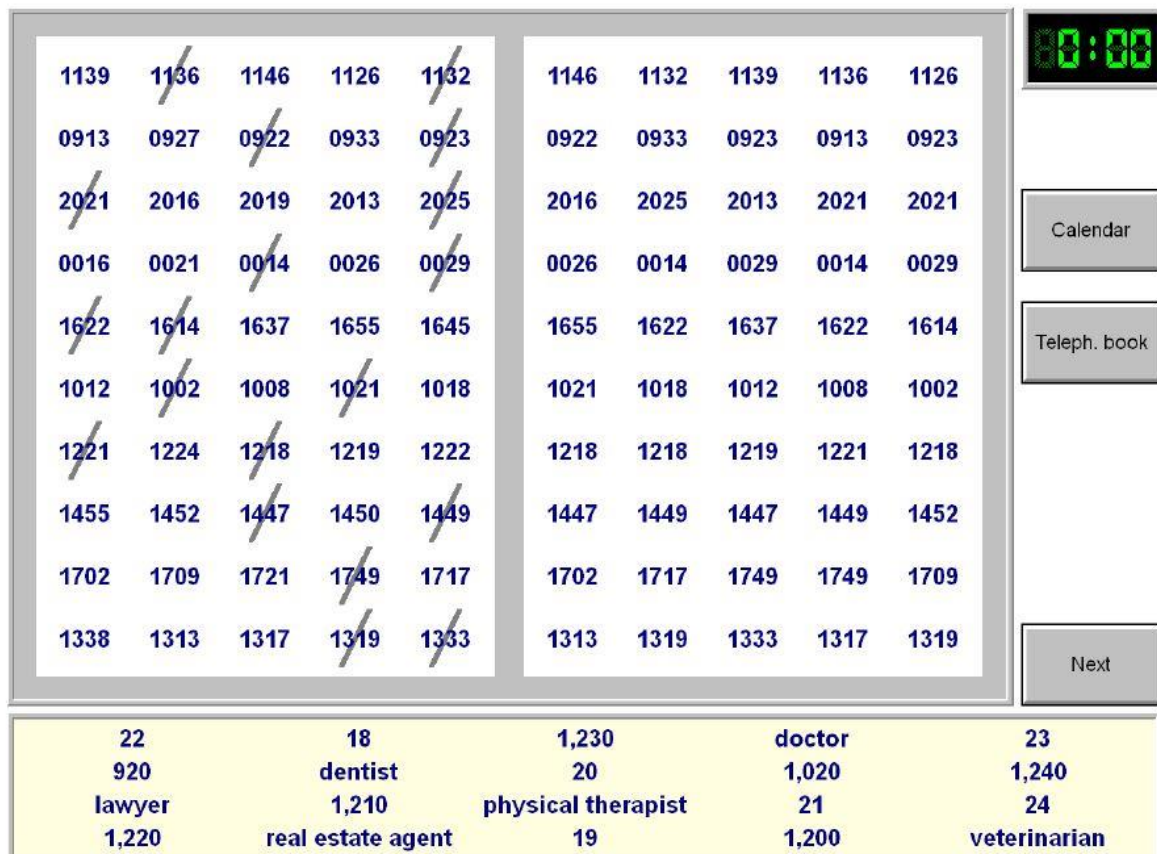 0:00
1139 1136 1146 1126 1132 1146 1132 1139 1136 1126
0913 0927 0922 0933 0923 0922 0933 0923 0913 0923
2021 2016 2019 2013 2025 2016 2025 2013 2021 2021
Calendar
0016 0021 0014 0026 0029 0026 0014 0029 0014 0029
1622 1614 1637 1655 1645 1655 1622 1637 1622 1614
Teleph. book
1012 1002 1008 1021 1018 1021 1018 1012 1008 1002
1221 1224 1218 1219 1222 1218 1218 1219 1221 1218
1455 1452 1447 1450 1449 1447 1449 1447 1449 1452
1702 1709 1721 1749 1717 1702 1717 1749 1749 1709
1338 1313 1317 1319 1333 1313 1319 1333 1317 1319
Next
22 18 1,230 doctor 23
920 dentist 20 1,020 1,240
lawyer 1,210 physical therapist 21 24
1,220 real estate agent 19 1,200 veterinarian